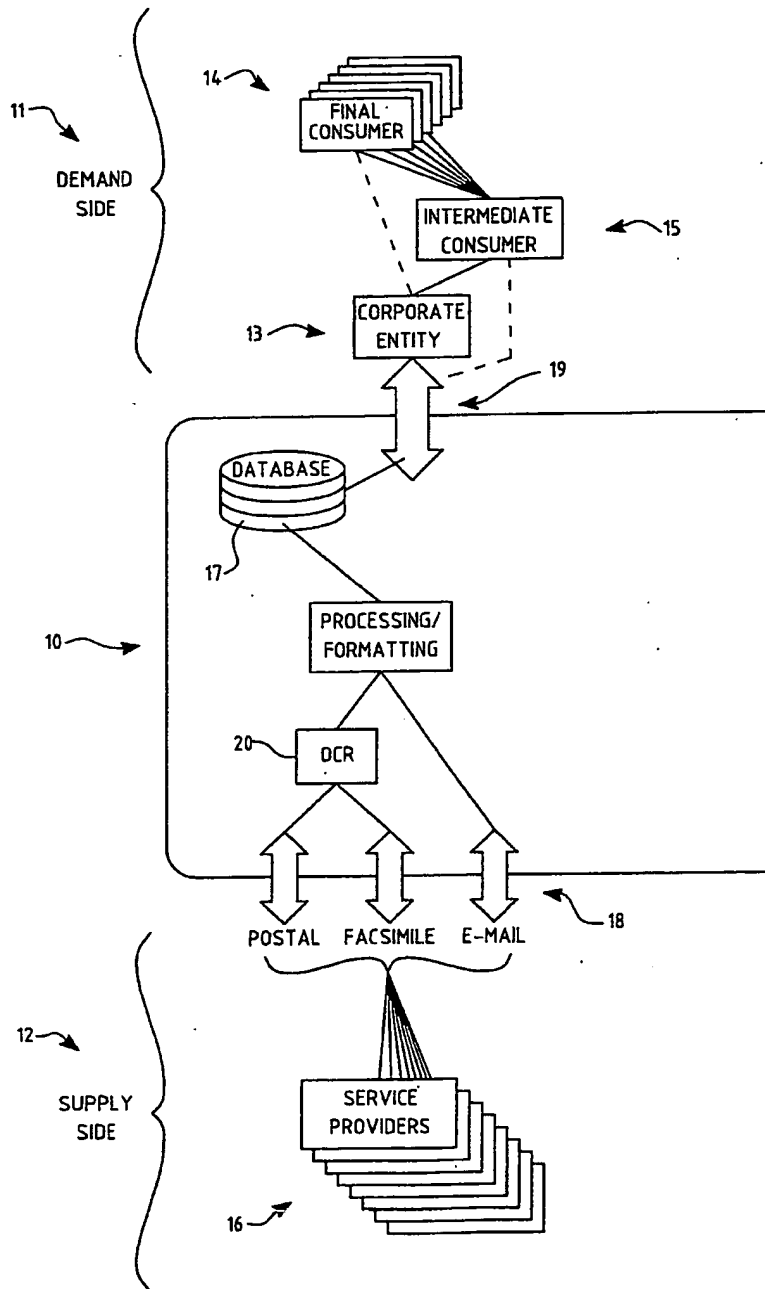 14
FINAL
CONSUMER
11
DEMAND
SIDE
INTERMEDIATE
CONSUMER
15
13
CORPORATE
ENTITY
19
DATABASE
17
PROCESSING/
FORMATTING
10
20
OCR
POSTAL
FACSIMILE
E-MAIL
18
12
SUPPLY
SIDE
SERVICE
PROVIDERS
16